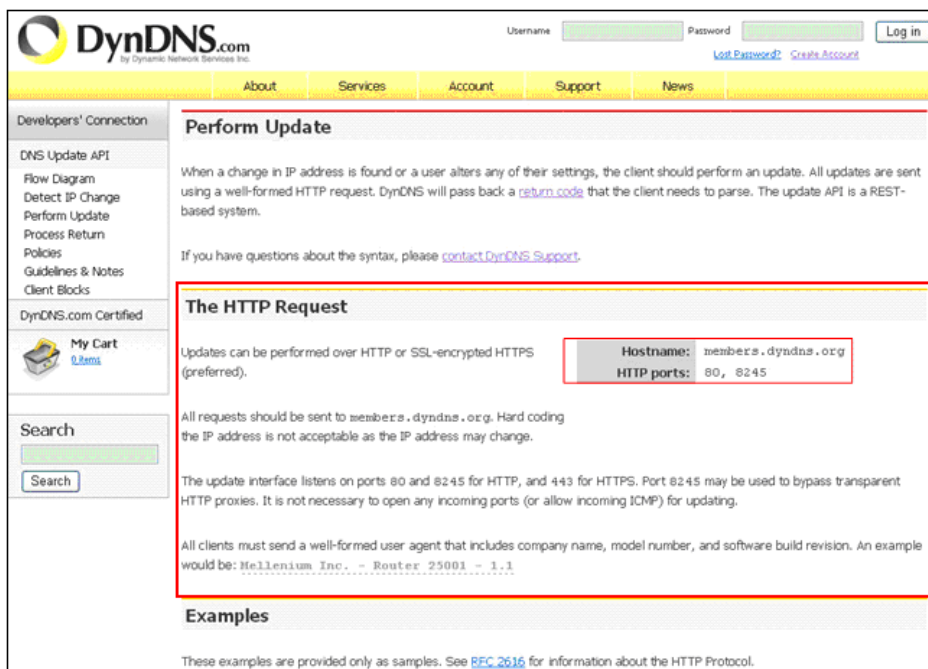 DynDNS.com
by Dynamic Network Services Inc.
Username
Password
Log in
Lost Password?
Create Account
About
Services
Account
Support
News
Developers' Connection
DNS Update API
Flow Diagram
Detect IP Change
Perform Update
Process Return
Policies
Guidelines & Notes
Client Blocks
DynDNS.com Certified
My Cart
0 items
Search
Search
Perform Update
When a change in IP address is found or a user alters any of their settings, the client should perform an update. All updates are sent
using a well-formed HTTP request. DynDNS will pass back a return code that the client needs to parse. The update API is a REST-
based system.
If you have questions about the syntax, please contact DynDNS Support.
The HTTP Request
Updates can be performed over HTTP or SSL-encrypted HTTPS
(preferred).
Hostname: members.dyndns.org
HTTP ports: 80, 8245
All requests should be sent to members.dyndns.org. Hard coding
the IP address is not acceptable as the IP address may change.
The update interface listens on ports 80 and 8245 for HTTP, and 443 for HTTPS. Port 8245 may be used to bypass transparent
HTTP proxies. It is not necessary to open any incoming ports (or allow incoming ICMP) for updating.
All clients must send a well-formed user agent that includes company name, model number, and software build revision. An example
would be: Mellenium Inc. - Router 25001 - 1.1
Examples
These examples are provided only as samples. See RFC 2616 for information about the HTTP Protocol.